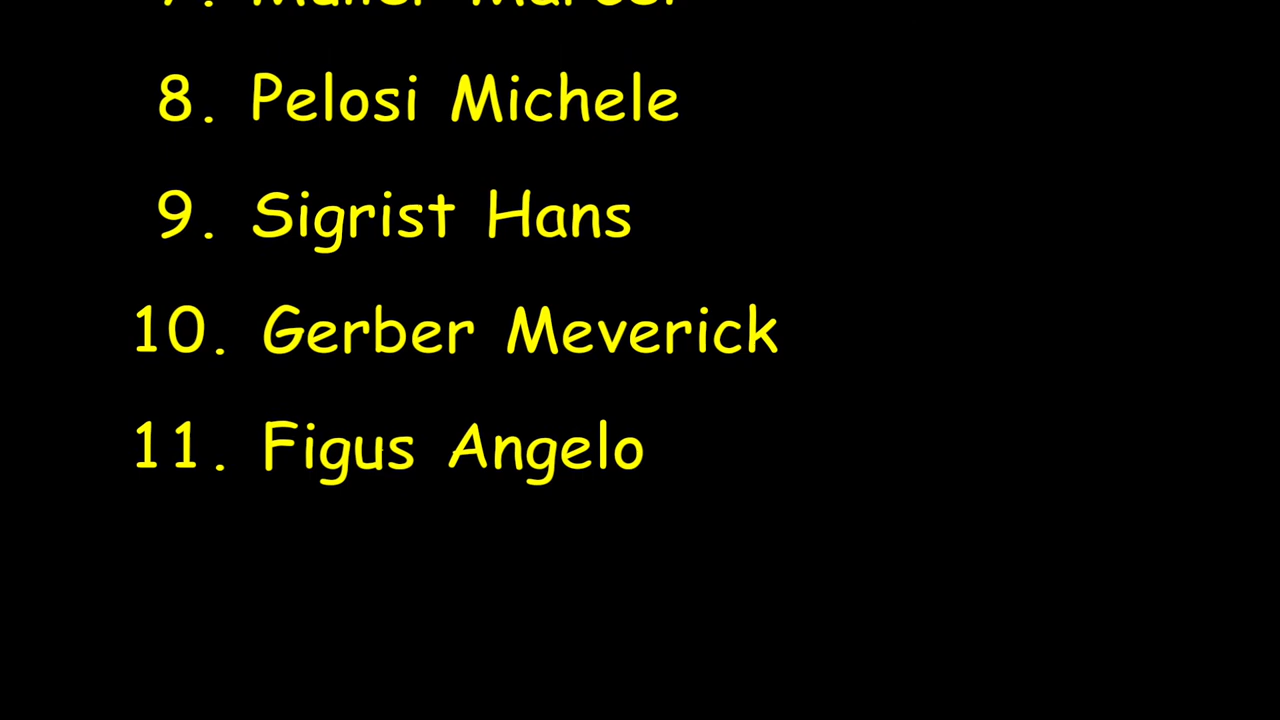 8. Pelosi Michele
9. Sigrist Hans
10. Gerber Meverick
11. Figus Angelo